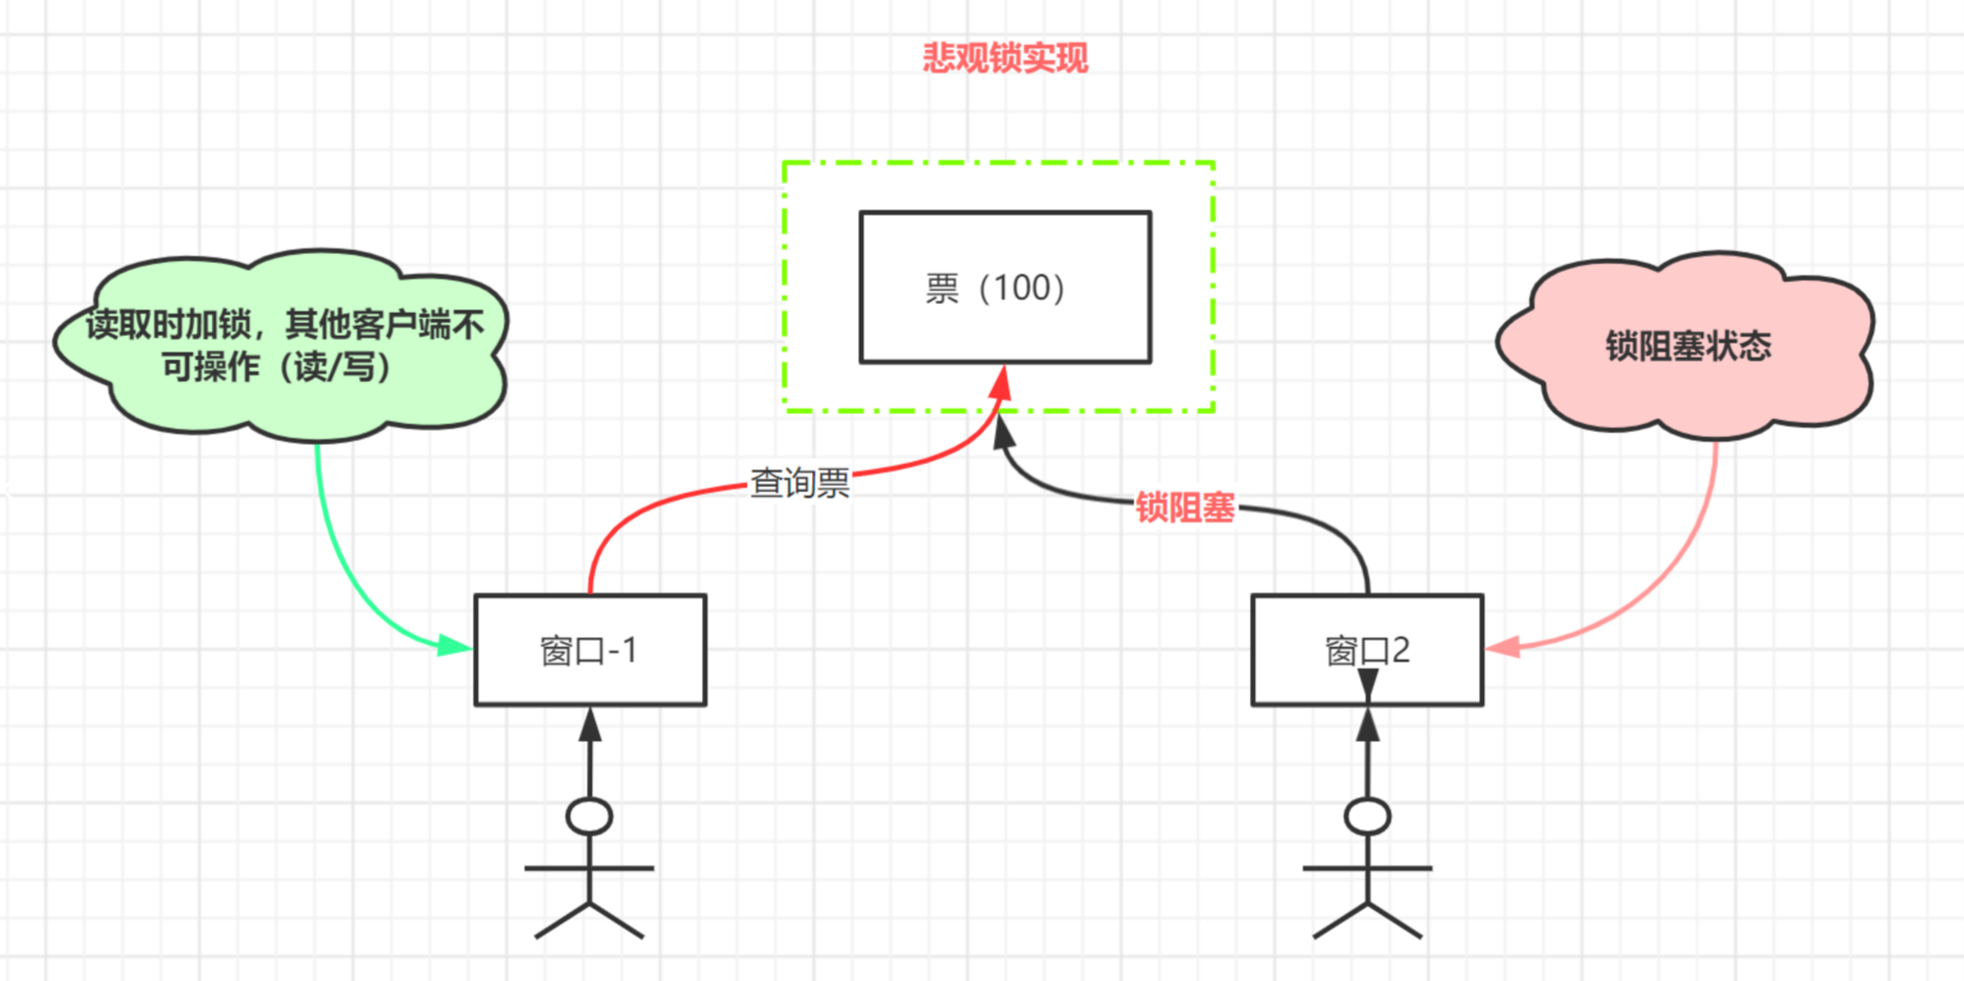 悲观锁实现
票（100）
读取时加锁，其他客户端不
可操作（读/写）
锁阻塞状态
查询票
锁阻塞
窗口-1
窗口2